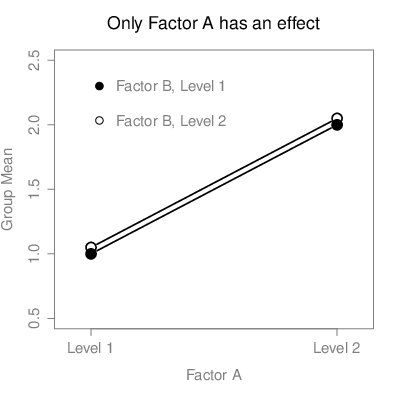 Only Factor A has an effect
2.5
Factor B, Level 1
2.0
Factor B, Level 2
Group Mean
1.5
1.0
0.5
Level 1
Level 2
Factor A